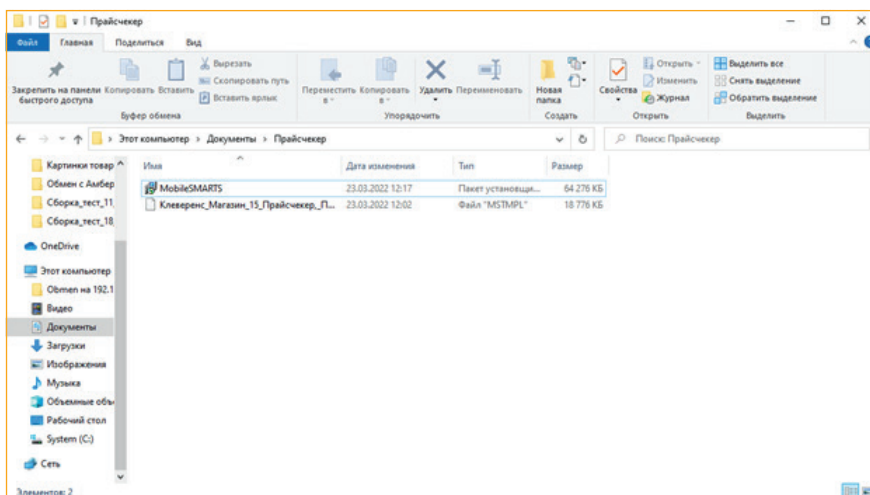 Прайсчекер
Файл Главная Поделиться Вид
Закрепить на панели быстрого доступа
Копировать
Вставить
Вырезать
Скопировать путь
Вставить ярлык
Буфер обмена
Переместить в
Копировать в
Удалить
Переименовать
Упорядочить
Новая папка
Создать
Свойства
Открыть
Изменить
Журнал
Открыть
Выделить все
Снять выделение
Обратить выделение
Выделить
Этот компьютер > Документы > Прайсчекер
Поиск: Прайсчекер
Имя Дата изменения Тип Размер
MobileSMARTS 23.03.2022 12:17 Пакет установщи... 64 276 КБ
Клеверенс_Магазин_15_Прайсчекер,_П... 23.03.2022 12:02 Файл "MSTMPL" 18 776 КБ
Картинки товар
Обмен с Амбер
Сборка_тест_11
Сборка_тест_18
OneDrive
Этот компьютер
Obmen на 192.1
Видео
Документы
Загрузки
Изображения
Музыка
Объемные объ
Рабочий стол
System (C:)
Сеть
Элементов: 2